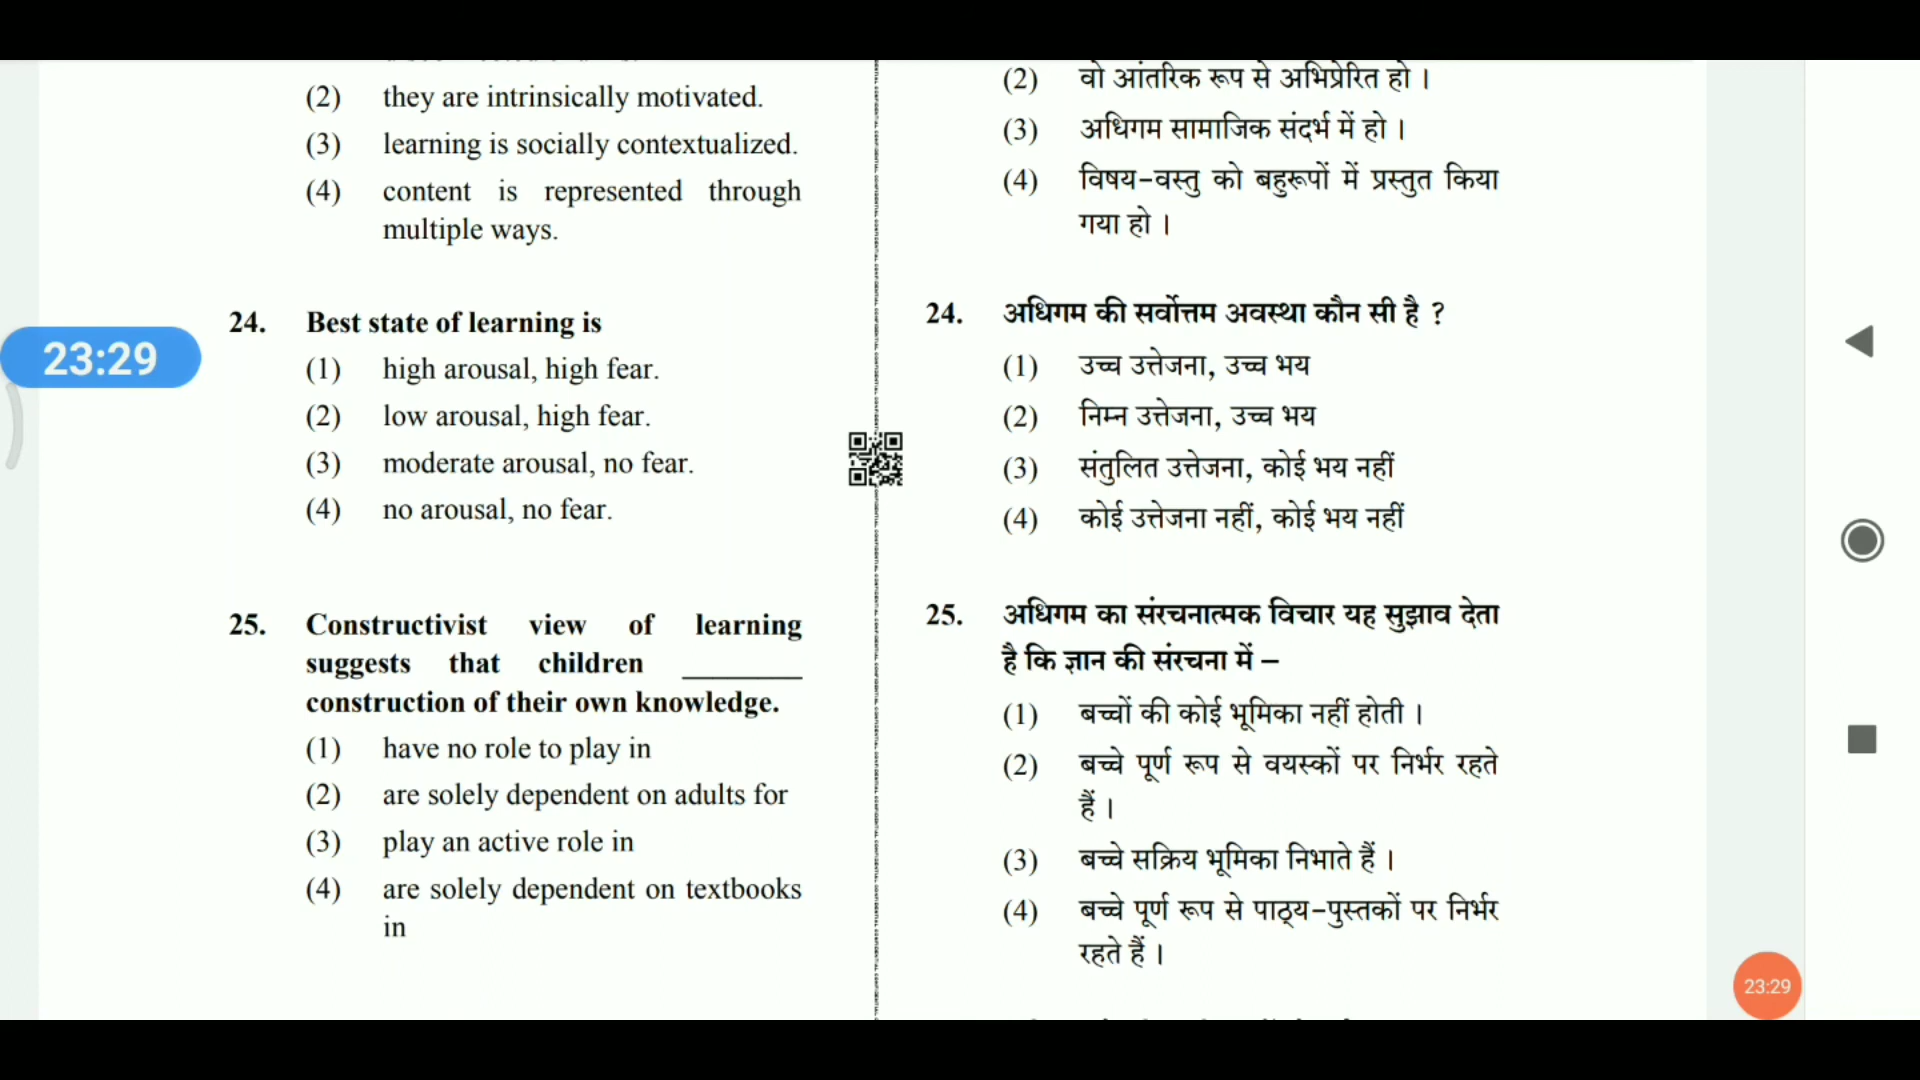 (2) they are intrinsically motivated.
(3) learning is socially contextualized.
(4) content is represented through
multiple ways.
24. Best state of learning is
(1) high arousal, high fear.
(2) low arousal, high fear.
(3) moderate arousal, no fear.
(4) no arousal, no fear.
25. Constructivist view of learning
suggests that children ________
construction of their own knowledge.
(1) have no role to play in
(2) are solely dependent on adults for
(3) play an active role in
(4) are solely dependent on textbooks
in
(2) वो आंतरिक रूप से अभिप्रेरित हो ।
(3) अधिगम सामाजिक संदर्भ में हो ।
(4) विषय-वस्तु को बहुरूपों में प्रस्तुत किया
गया हो ।
24. अधिगम की सर्वोत्तम अवस्था कौन सी है ?
(1) उच्च उत्तेजना, उच्च भय
(2) निम्न उत्तेजना, उच्च भय
(3) संतुलित उत्तेजना, कोई भय नहीं
(4) कोई उत्तेजना नहीं, कोई भय नहीं
25. अधिगम का संरचनात्मक विचार यह सुझाव देता
है कि ज्ञान की संरचना में –
(1) बच्चों की कोई भूमिका नहीं होती ।
(2) बच्चे पूर्ण रूप से वयस्कों पर निर्भर रहते
हैं ।
(3) बच्चे सक्रिय भूमिका निभाते हैं ।
(4) बच्चे पूर्ण रूप से पाठ्य-पुस्तकों पर निर्भर
रहते हैं ।
23:29
23:29